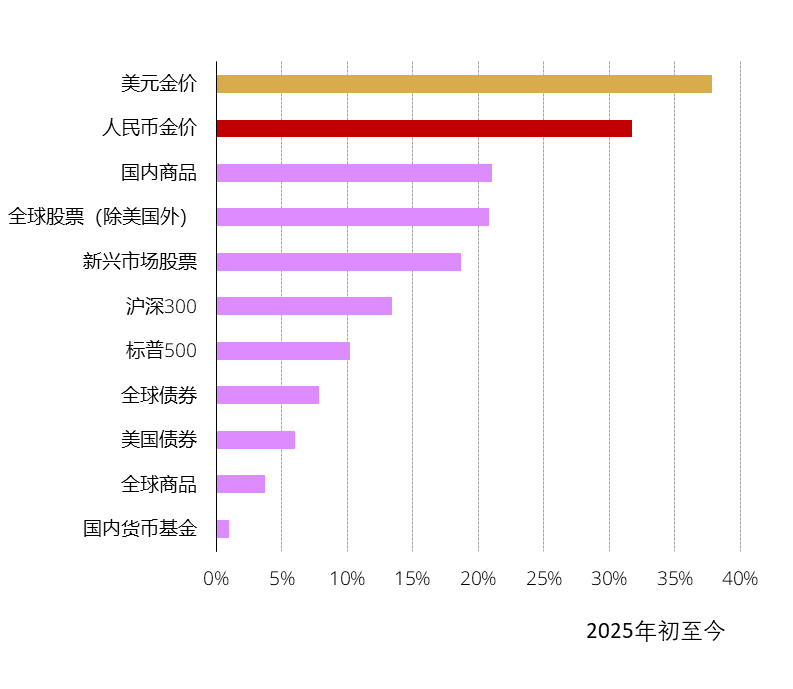 美元金价
人民币金价
国内商品
全球股票（除美国外）
新兴市场股票
沪深300
标普500
全球债券
美国债券
全球商品
国内货币基金
0% 5% 10% 15% 20% 25% 30% 35% 40%
2025年初至今